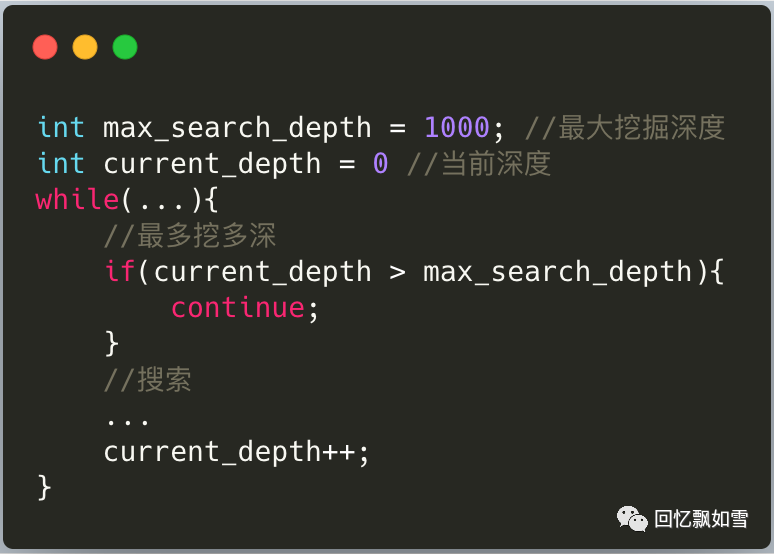 int max_search_depth = 1000; //最大挖掘深度
int current_depth = 0 //当前深度
while(...){
    //最多挖多深
    if(current_depth > max_search_depth){
        continue;
    }
    //搜索
    ...
    current_depth++;
}
回忆飘如雪